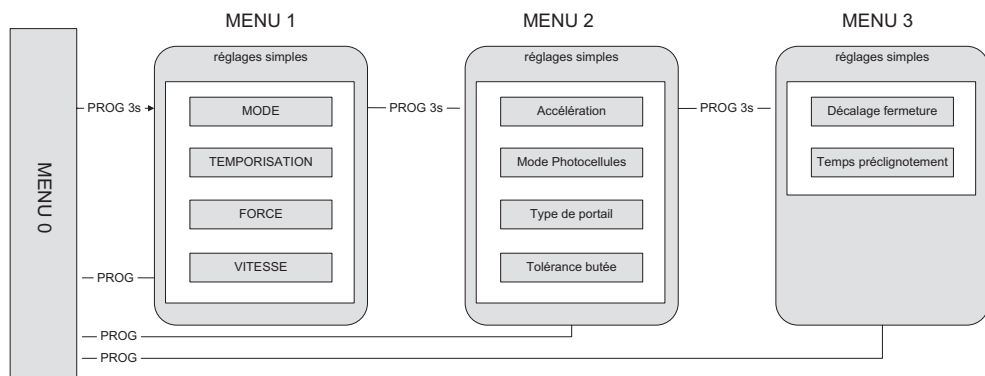 MENU 1
MENU 2
MENU 3
réglages simples
réglages simples
réglages simples
MENU 0
PROG 3s
MODE
TEMPORISATION
FORCE
VITESSE
PROG 3s
Accélération
Mode Photocellules
Type de portail
Tolérance butée
PROG 3s
Décalage fermeture
Temps préclignotement
PROG
PROG
PROG